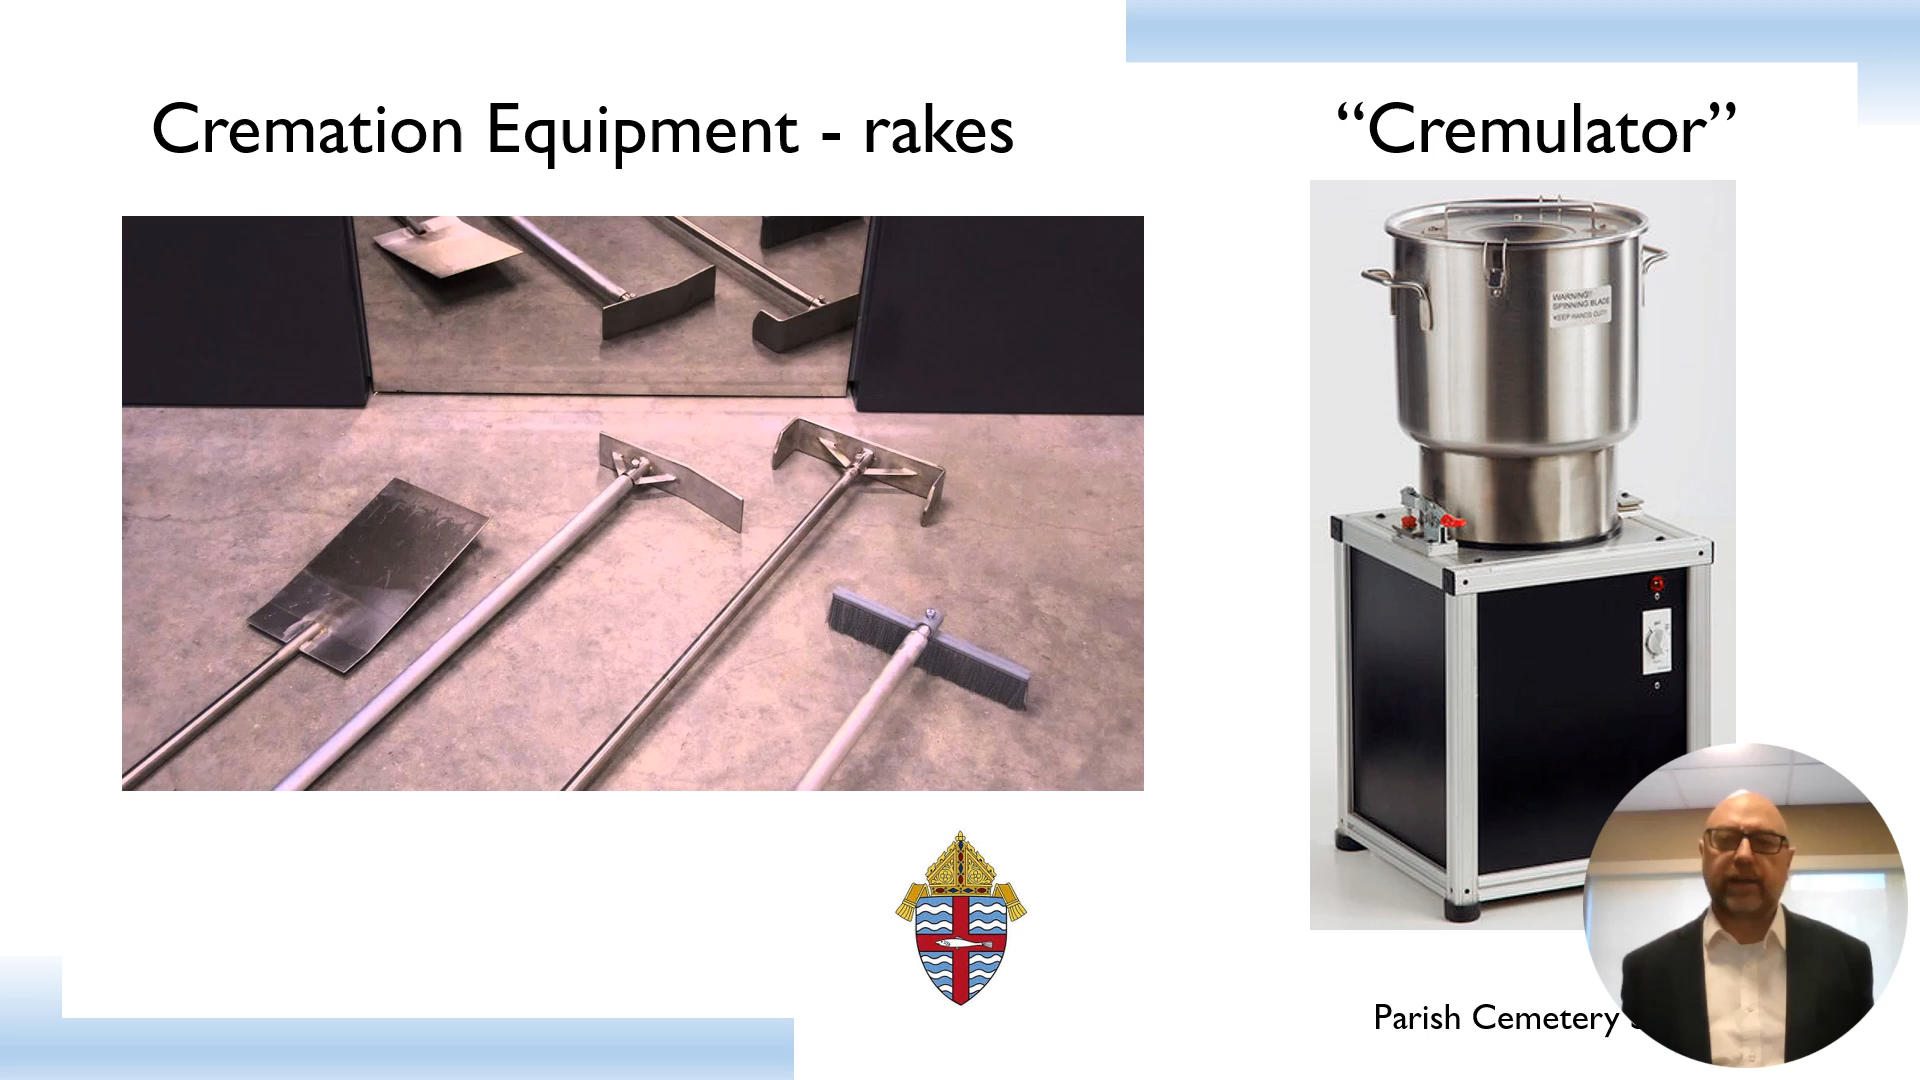 Cremation Equipment - rakes
“Cremulator”
WARNING!!
SPINNING BLADE
KEEP HANDS OUT!!
Parish Cemetery